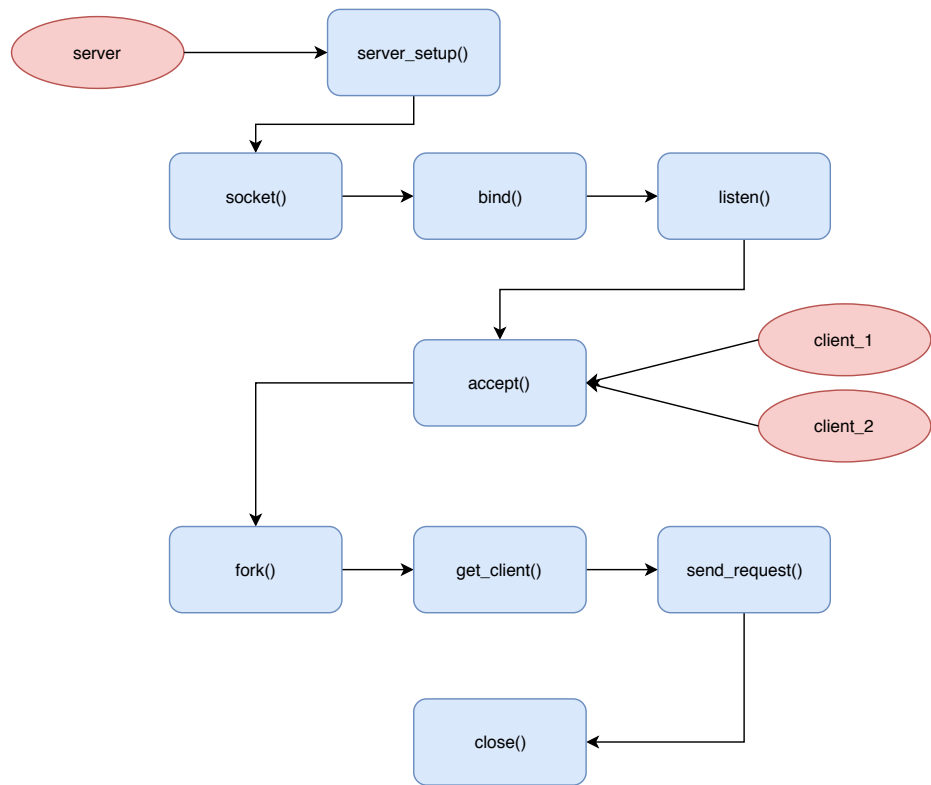 server
server_setup()
socket()
bind()
listen()
accept()
client_1
client_2
fork()
get_client()
send_request()
close()